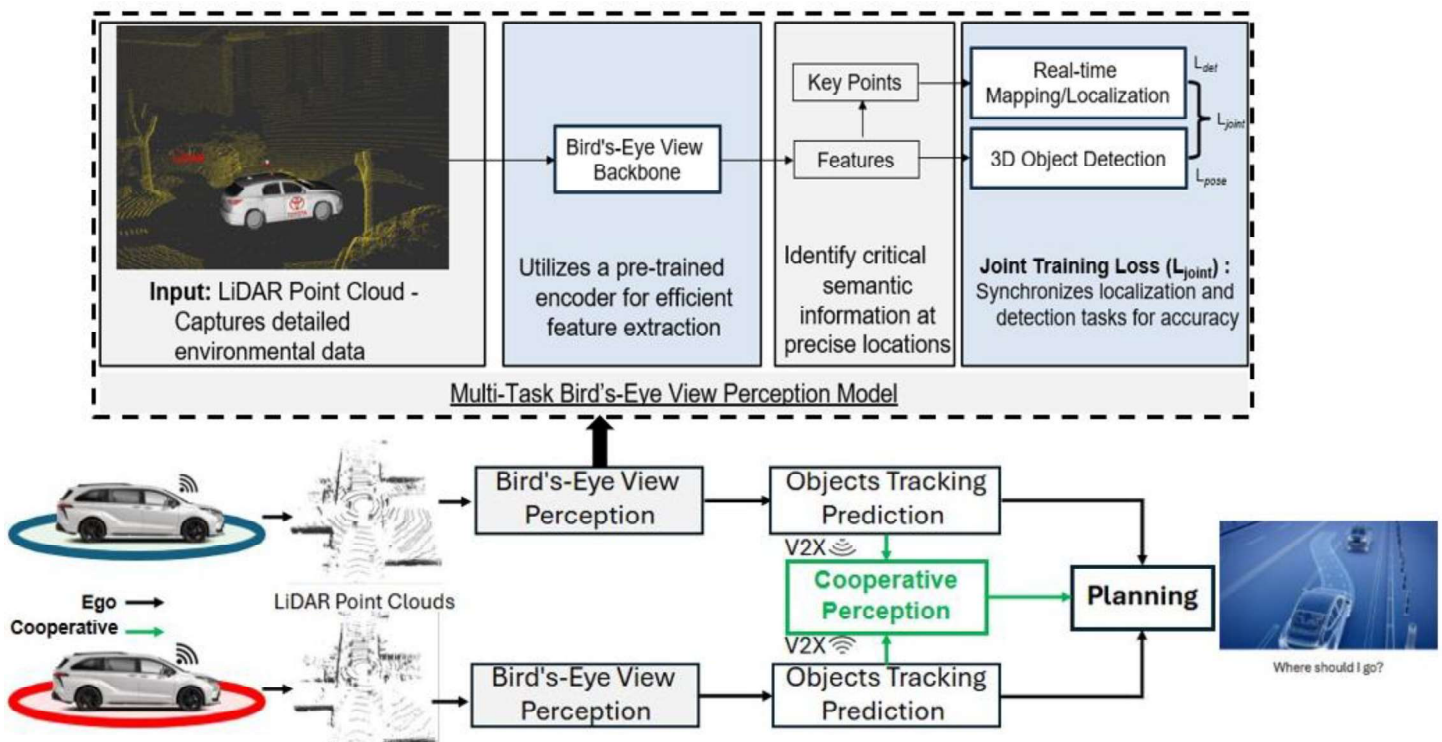 Key Points
Features
Bird's-Eye View
Backbone
Real-time
Mapping/Localization
3D Object Detection
L_det
L_joint
L_pose
TOYOTA
Input: LiDAR Point Cloud -
Captures detailed
environmental data
Utilizes a pre-trained
encoder for efficient
feature extraction
Identify critical
semantic
information at
precise locations
Joint Training Loss (L_joint) :
Synchronizes localization and
detection tasks for accuracy
Multi-Task Bird's-Eye View Perception Model
Bird's-Eye View
Perception
Objects Tracking
Prediction
V2X
Cooperative
Perception
V2X
Planning
Where should I go?
Ego
Cooperative
LiDAR Point Clouds
Bird's-Eye View
Perception
Objects Tracking
Prediction